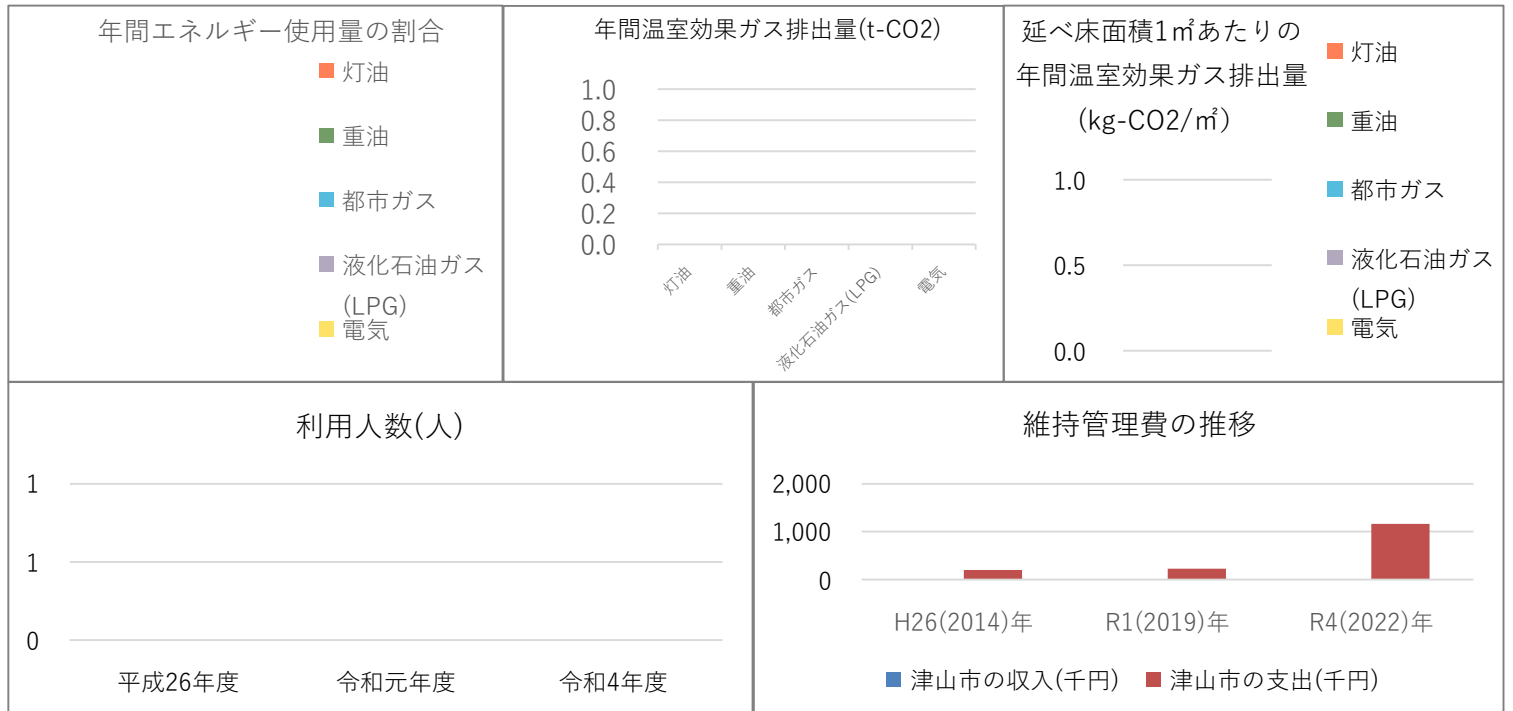 年間エネルギー使用量の割合
灯油
重油
都市ガス
液化石油ガス
(LPG)
電気
年間温室効果ガス排出量(t-CO2)
1.0
0.8
0.6
0.4
0.2
0.0
灯油
重油
都市ガス
液化石油ガス(LPG)
電気
延べ床面積1㎡あたりの
年間温室効果ガス排出量
(kg-CO2/㎡)
1.0
0.5
0.0
灯油
重油
都市ガス
液化石油ガス
(LPG)
電気
利用人数(人)
1
1
0
平成26年度
令和元年度
令和4年度
維持管理費の推移
2,000
1,000
0
H26(2014)年
R1(2019)年
R4(2022)年
津山市の収入(千円)
津山市の支出(千円)